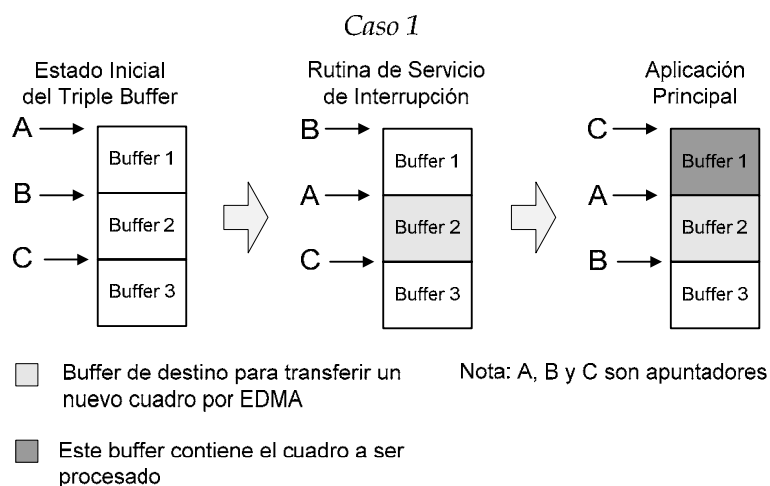 Caso 1
Estado Inicial
del Triple Buffer
A
B
C
Buffer 1
Buffer 2
Buffer 3
Rutina de Servicio
de Interrupción
B
A
C
Buffer 1
Buffer 2
Buffer 3
Aplicación
Principal
C
A
B
Buffer 1
Buffer 2
Buffer 3
Buffer de destino para transferir un
nuevo cuadro por EDMA
Nota: A, B y C son apuntadores
Este buffer contiene el cuadro a ser
procesado